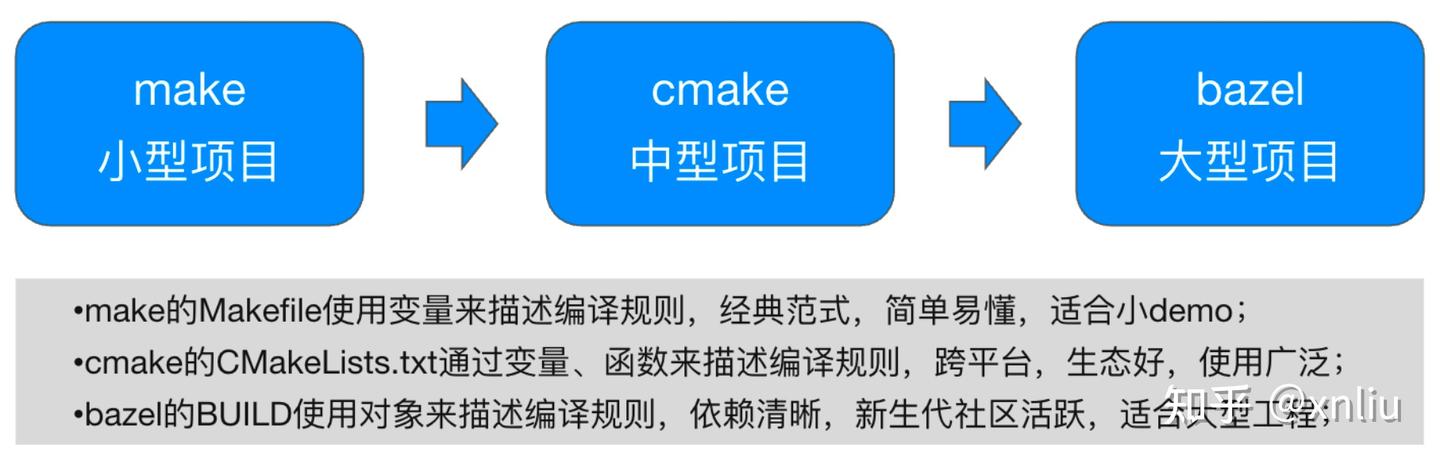 make
小型项目
cmake
中型项目
bazel
大型项目
•make的Makefile使用变量来描述编译规则，经典范式，简单易懂，适合小demo；
•cmake的CMakeLists.txt通过变量、函数来描述编译规则，跨平台，生态好，使用广泛；
•bazel的BUILD使用对象来描述编译规则，依赖清晰，新生代社区活跃，适合大型工程；
知乎 @xnliu